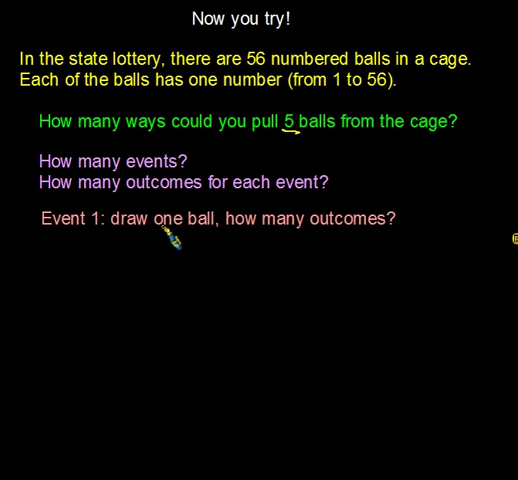 Now you try!
In the state lottery, there are 56 numbered balls in a cage.
Each of the balls has one number (from 1 to 56).
How many ways could you pull 5 balls from the cage?
How many events?
How many outcomes for each event?
Event 1: draw one ball, how many outcomes?